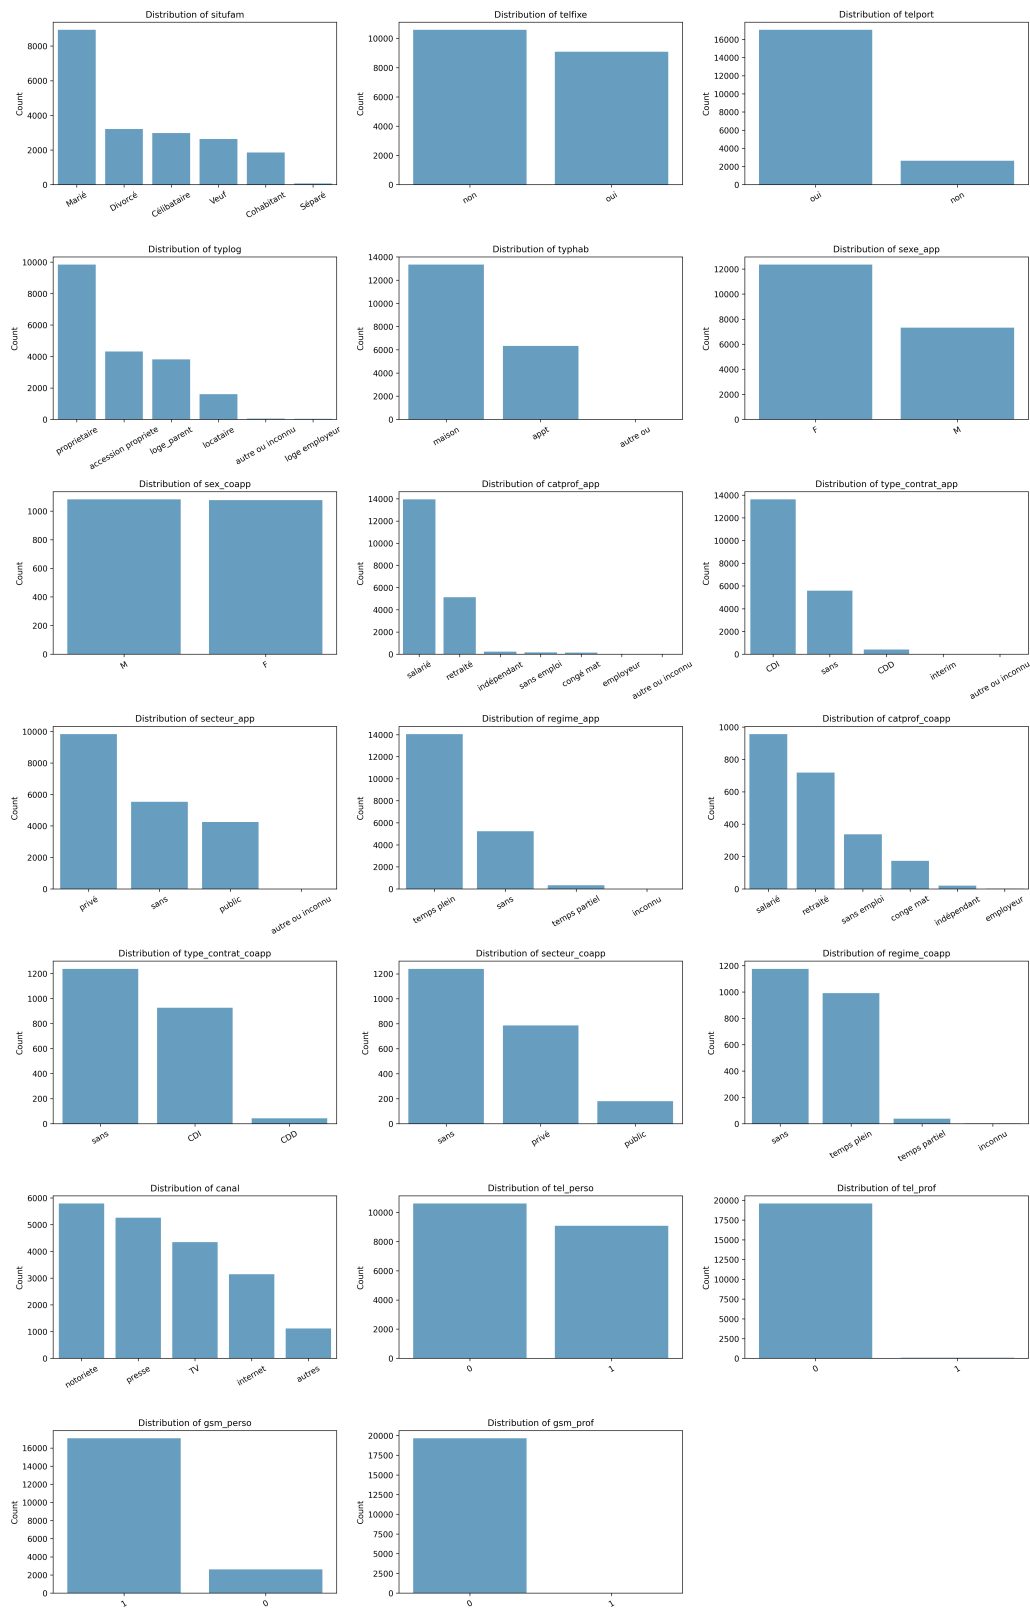 Distribution of situfam
Count
8000
6000
4000
2000
0
Marié
Divorcé
Célibataire
Veuf
Cohabitant
Séparé
Distribution of telfixe
Count
10000
8000
6000
4000
2000
0
non
oui
Distribution of telport
Count
16000
14000
12000
10000
8000
6000
4000
2000
0
oui
non
Distribution of typlog
Count
10000
8000
6000
4000
2000
0
proprietaire
accession propriete
loge_parent
locataire
autre ou inconnu
loge employeur
Distribution of typhab
Count
14000
12000
10000
8000
6000
4000
2000
0
maison
appt
autre ou
Distribution of sexe_app
Count
12000
10000
8000
6000
4000
2000
0
F
M
Distribution of sex_coapp
Count
1000
800
600
400
200
0
M
F
Distribution of catprof_app
Count
14000
12000
10000
8000
6000
4000
2000
0
salarié
retraité
indépendant
sans emploi
congé mat
employeur
autre ou inconnu
Distribution of type_contrat_app
Count
14000
12000
10000
8000
6000
4000
2000
0
CDI
sans
CDD
interim
autre ou inconnu
Distribution of secteur_app
Count
10000
8000
6000
4000
2000
0
privé
sans
public
autre ou inconnu
Distribution of regime_app
Count
14000
12000
10000
8000
6000
4000
2000
0
temps plein
sans
temps partiel
inconnu
Distribution of catprof_coapp
Count
1000
800
600
400
200
0
salarié
retraité
sans emploi
conge mat
indépendant
employeur
Distribution of type_contrat_coapp
Count
1200
1000
800
600
400
200
0
sans
CDI
CDD
Distribution of secteur_coapp
Count
1200
1000
800
600
400
200
0
sans
privé
public
Distribution of regime_coapp
Count
1200
1000
800
600
400
200
0
sans
temps plein
temps partiel
inconnu
Distribution of canal
Count
6000
5000
4000
3000
2000
1000
0
notoriete
presse
TV
internet
autres
Distribution of tel_perso
Count
10000
8000
6000
4000
2000
0
0
1
Distribution of tel_prof
Count
20000
17500
15000
12500
10000
7500
5000
2500
0
0
1
Distribution of gsm_perso
Count
16000
14000
12000
10000
8000
6000
4000
2000
0
1
0
Distribution of gsm_prof
Count
20000
17500
15000
12500
10000
7500
5000
2500
0
0
1